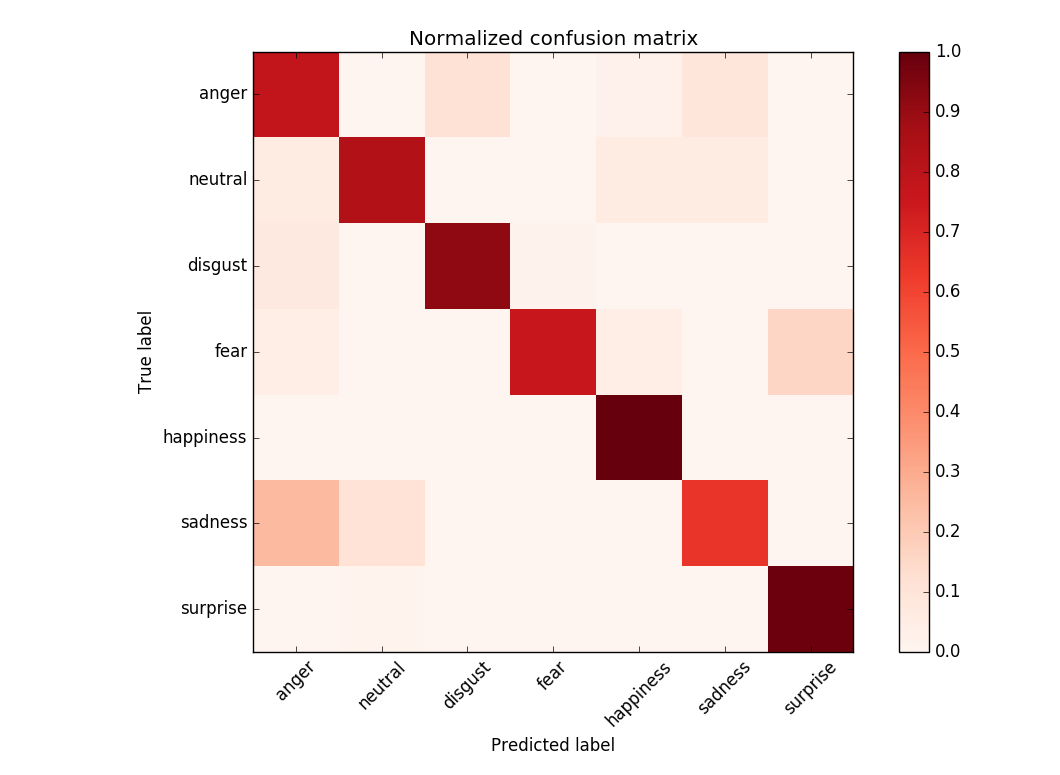 Normalized confusion matrix
True label
anger
neutral
disgust
fear
happiness
sadness
surprise
anger
neutral
disgust
fear
happiness
sadness
surprise
Predicted label
1.0
0.9
0.8
0.7
0.6
0.5
0.4
0.3
0.2
0.1
0.0